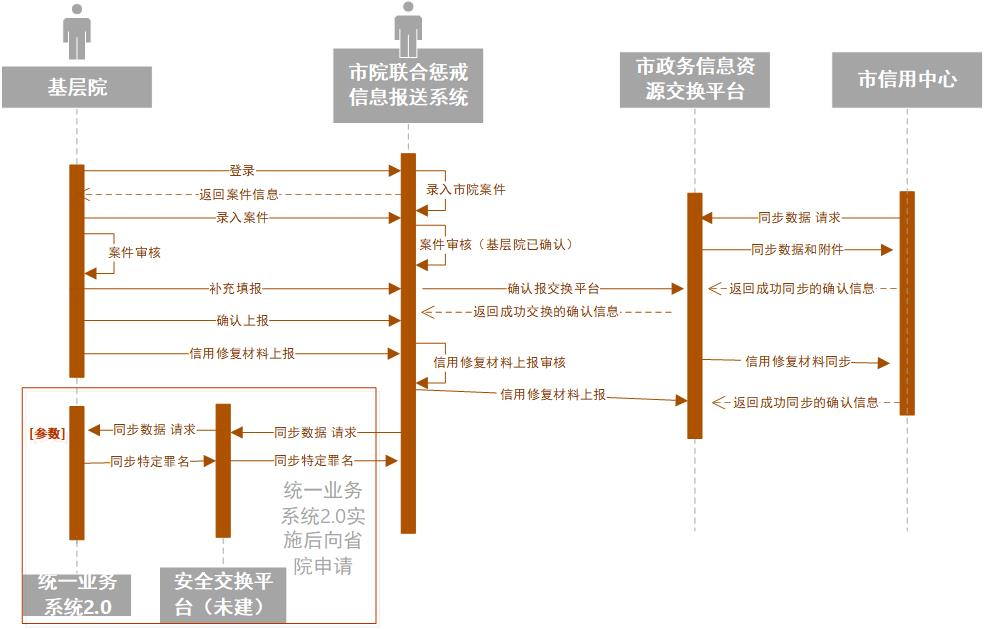 基层院
市院联合惩戒
信息报送系统
市政务信息资
源交换平台
市信用中心
登录
录入市院案件
返回案件信息
录入案件
同步数据 请求
案件审核
案件审核（基层院已确认）
同步数据和附件
补充填报
确认报交换平台
返回成功同步的确认信息
返回成功交换的确认信息
确认上报
信用修复材料上报
信用修复材料上报审核
信用修复材料同步
信用修复材料上报
返回成功同步的确认信息
[参数]
同步数据 请求
同步数据 请求
同步特定罪名
同步特定罪名
统一业务
系统2.0实
施后向省
院申请
统一业务
系统2.0
安全交换平
台（未建）